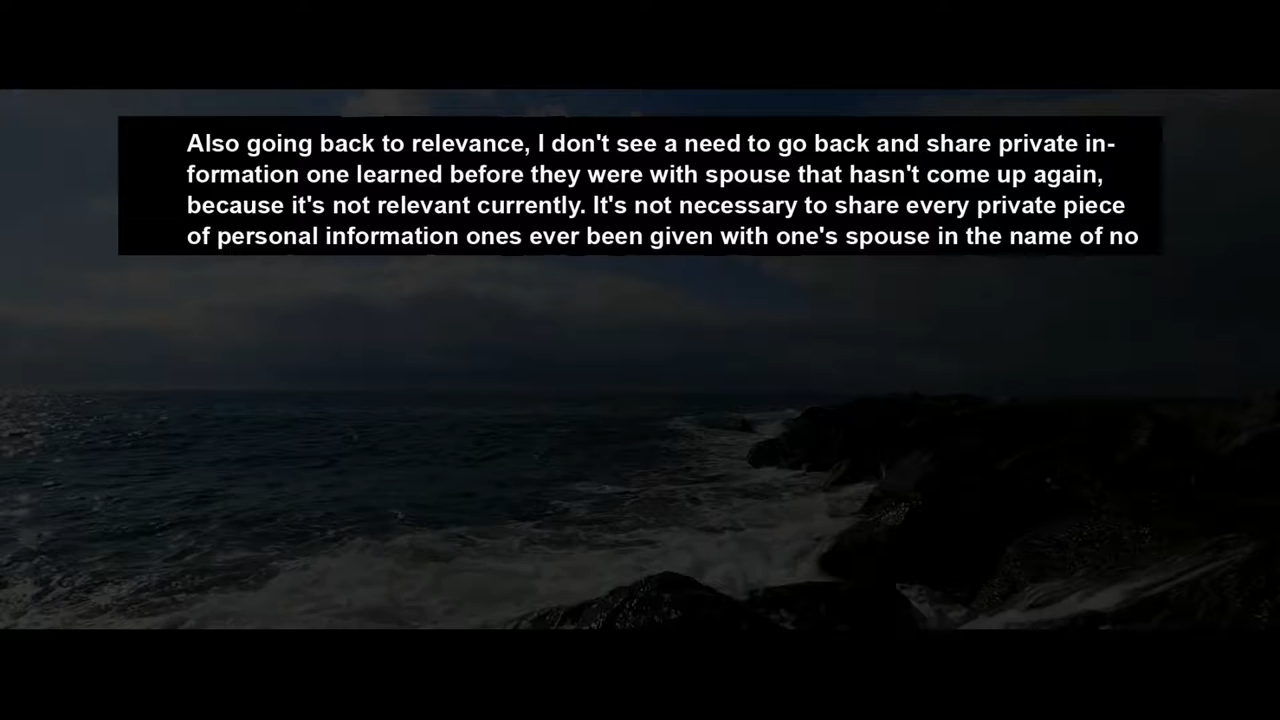 Also going back to relevance, I don't see a need to go back and share private in-
formation one learned before they were with spouse that hasn't come up again,
because it's not relevant currently. It's not necessary to share every private piece
of personal information ones ever been given with one's spouse in the name of no